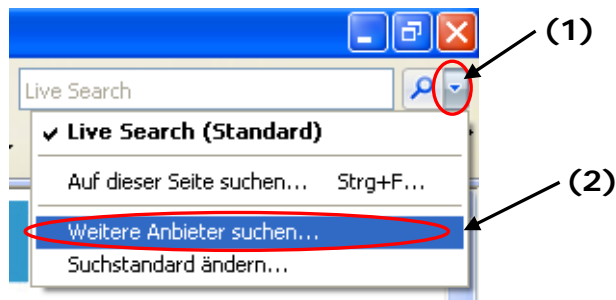 (1)
Live Search
Live Search (Standard)
Auf dieser Seite suchen... Strg+F...
(2)
Weitere Anbieter suchen...
Suchstandard ändern...